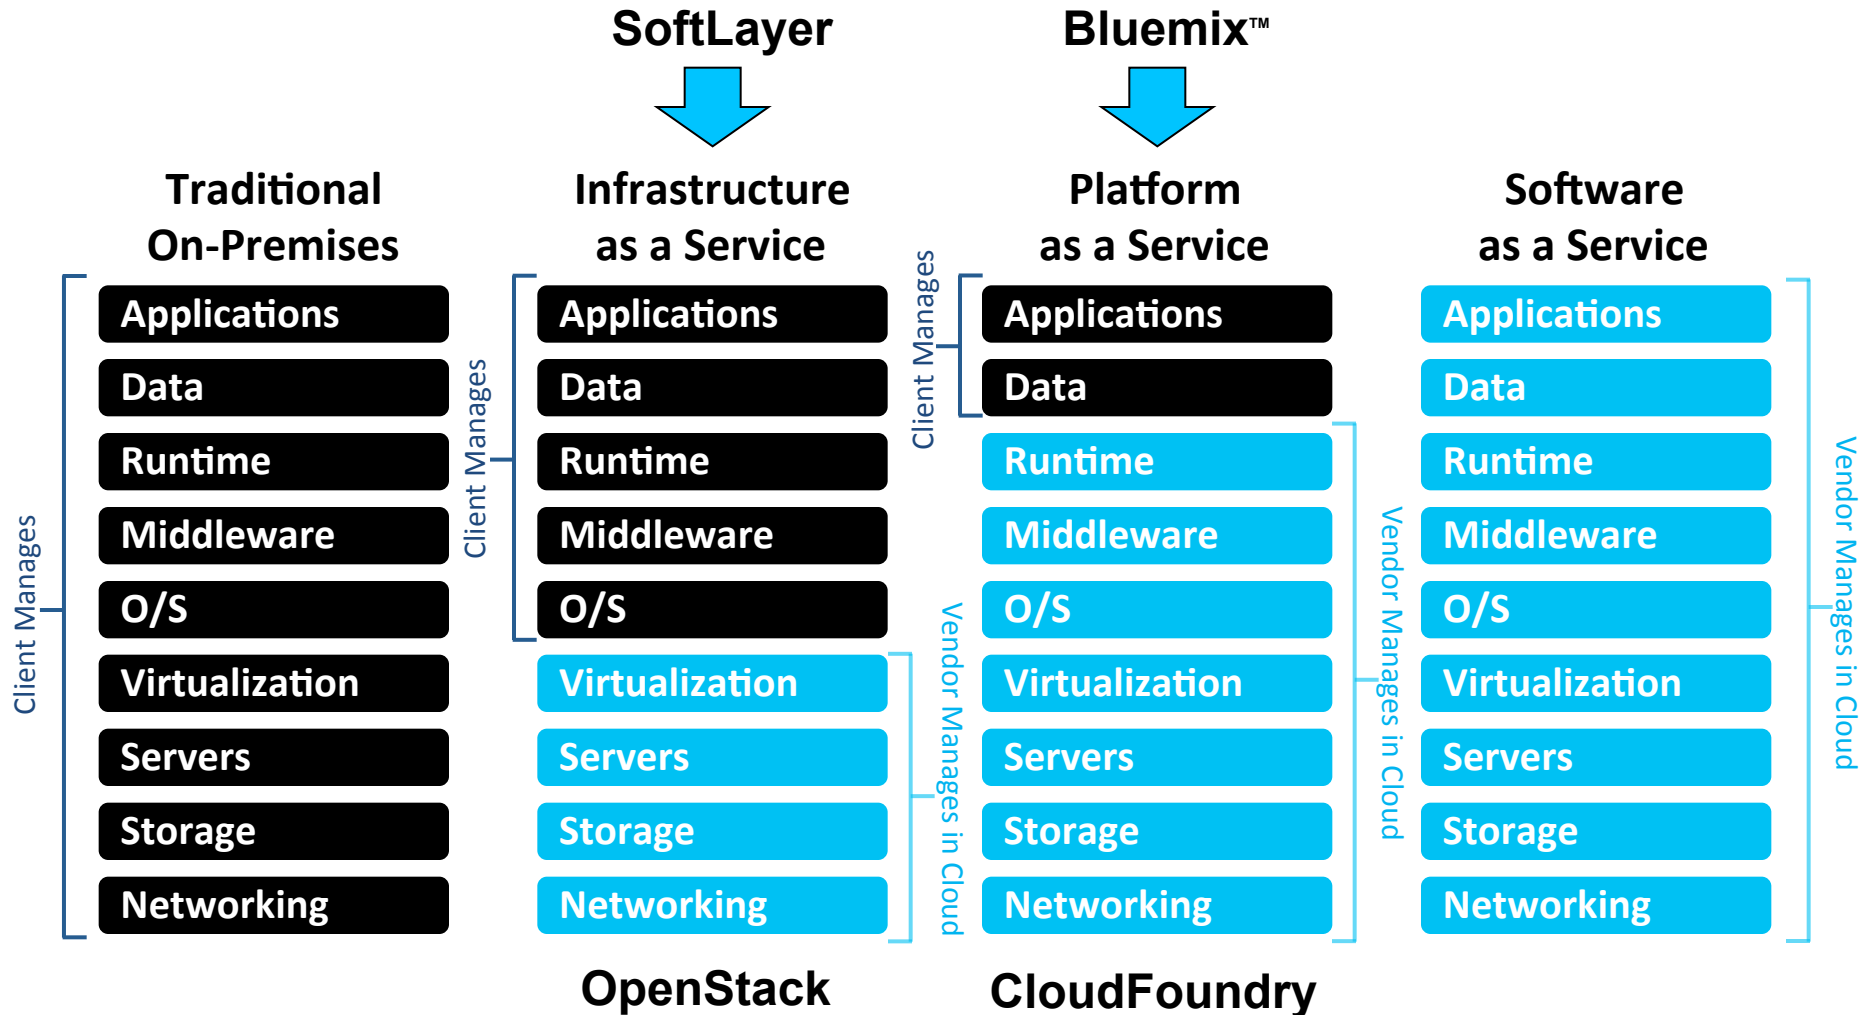 SoftLayer
Bluemix™
Traditional
On-Premises
Client Manages
Applications
Data
Runtime
Middleware
O/S
Virtualization
Servers
Storage
Networking
Infrastructure
as a Service
Client Manages
Applications
Data
Runtime
Middleware
O/S
Virtualization
Servers
Storage
Networking
Vendor Manages in Cloud
OpenStack
Platform
as a Service
Client Manages
Applications
Data
Runtime
Middleware
O/S
Virtualization
Servers
Storage
Networking
Vendor Manages in Cloud
CloudFoundry
Software
as a Service
Applications
Data
Runtime
Middleware
O/S
Virtualization
Servers
Storage
Networking
Vendor Manages in Cloud